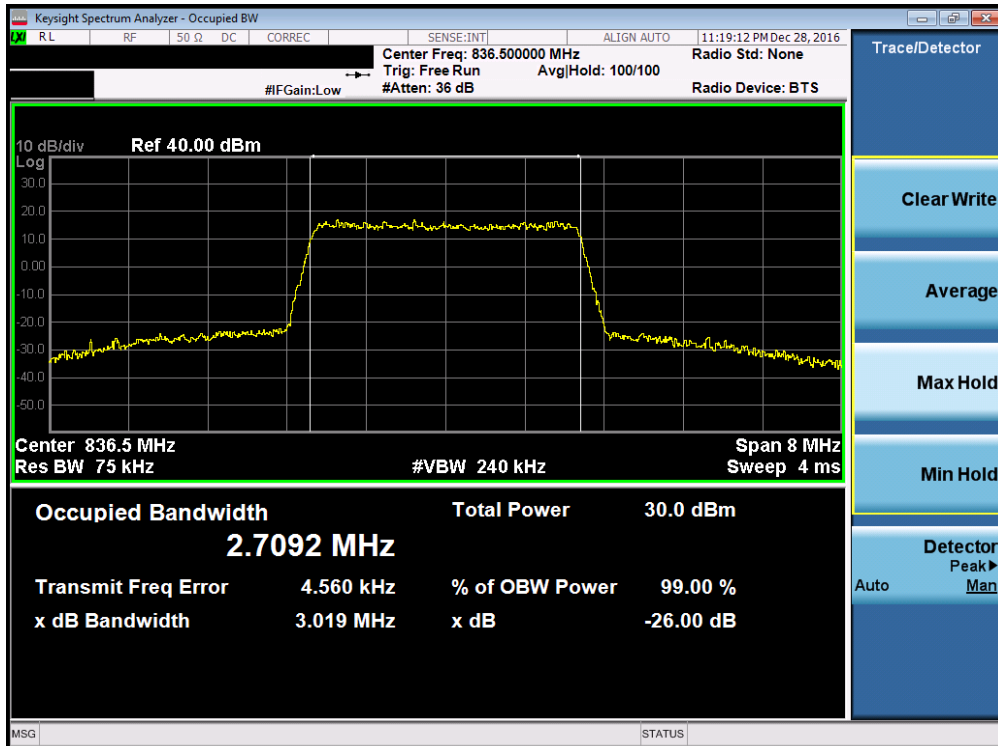 Keysight Spectrum Analyzer - Occupied BW
LXI RL RF 50 Ω DC CORREC SENSE:INT ALIGN AUTO 11:19:12 PM Dec 28, 2016
Center Freq: 836.500000 MHz Radio Std: None
Trig: Free Run Avg|Hold: 100/100
#IFGain:Low #Atten: 36 dB Radio Device: BTS
10 dB/div Ref 40.00 dBm
Log
30.0
20.0
10.0
0.00
-10.0
-20.0
-30.0
-40.0
-50.0
Center 836.5 MHz Span 8 MHz
Res BW 75 kHz #VBW 240 kHz Sweep 4 ms
Occupied Bandwidth Total Power 30.0 dBm
2.7092 MHz
Transmit Freq Error 4.560 kHz % of OBW Power 99.00 %
x dB Bandwidth 3.019 MHz x dB -26.00 dB
MSG STATUS
Trace/Detector
Clear Write
Average
Max Hold
Min Hold
Detector
Peak▶
Auto Man